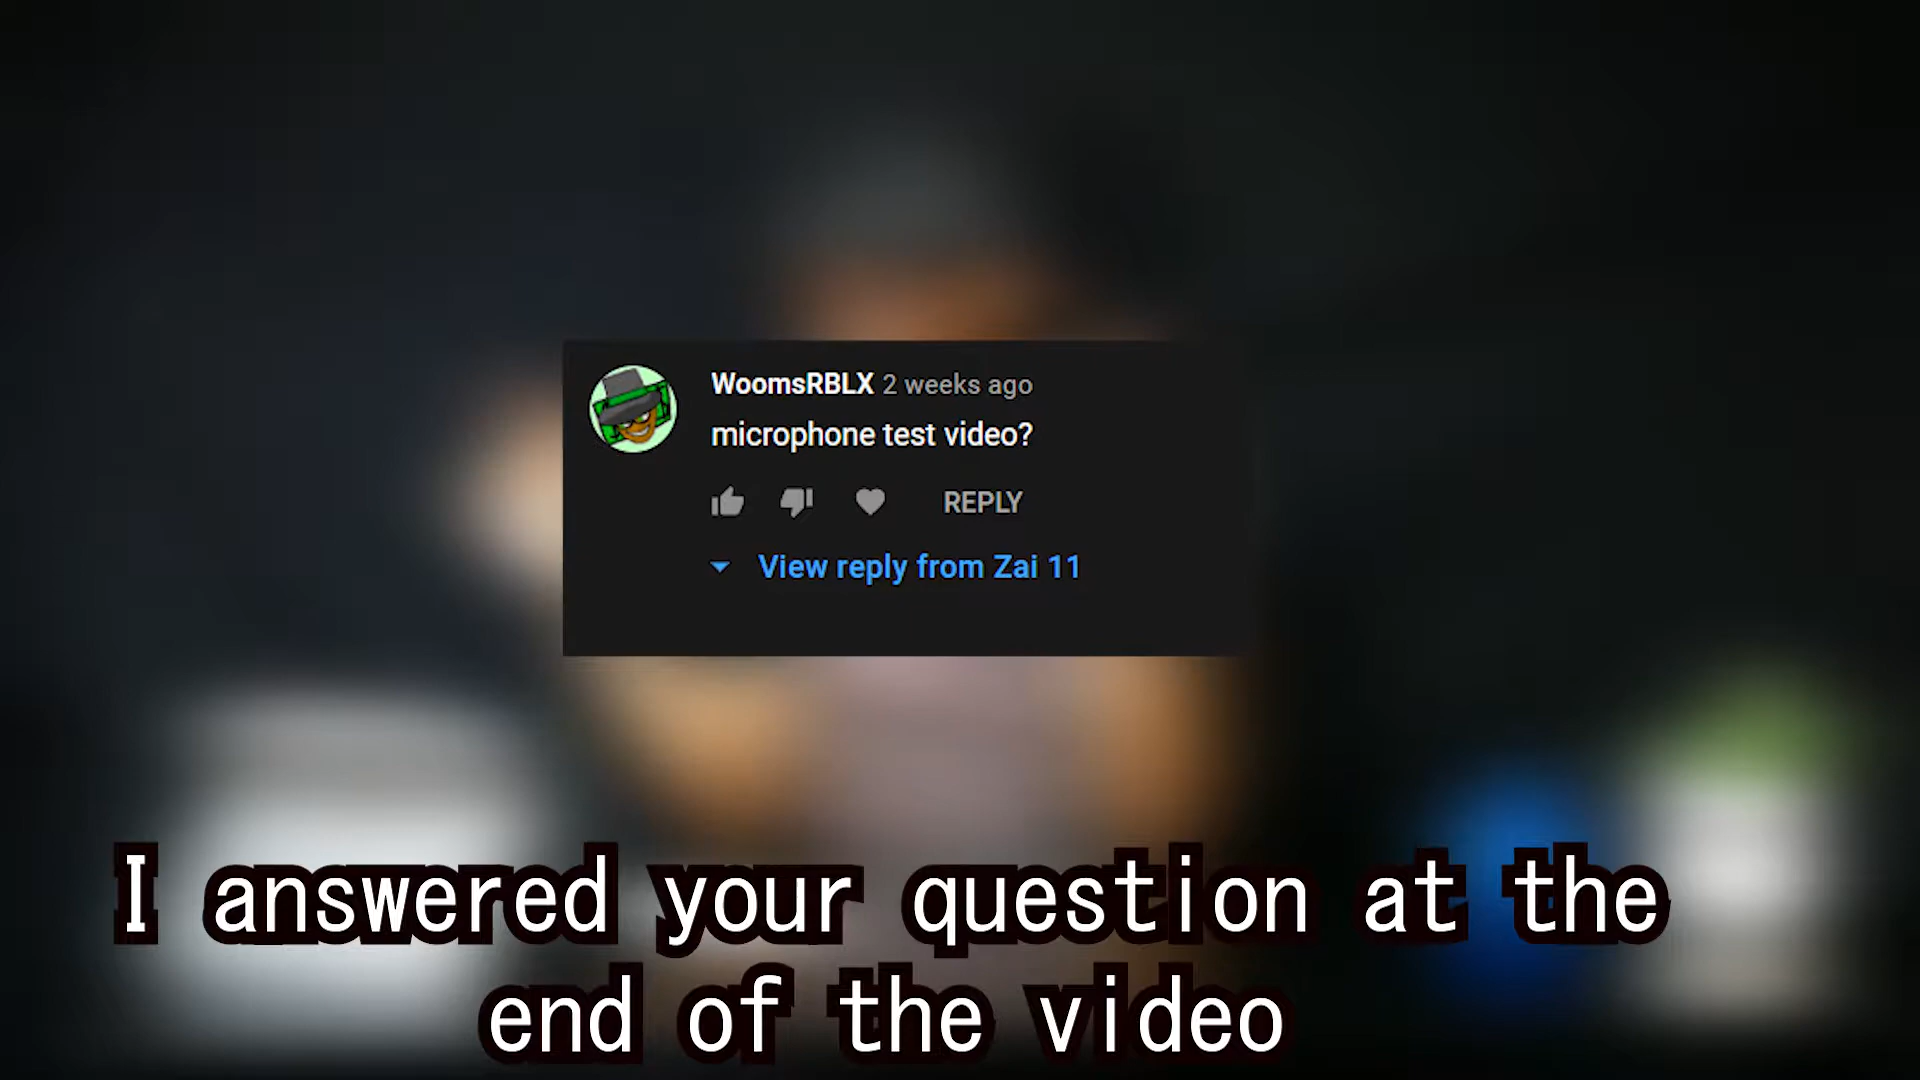 WoomsRBLX 2 weeks ago
microphone test video?
REPLY
View reply from Zai 11
I answered your question at the
end of the video